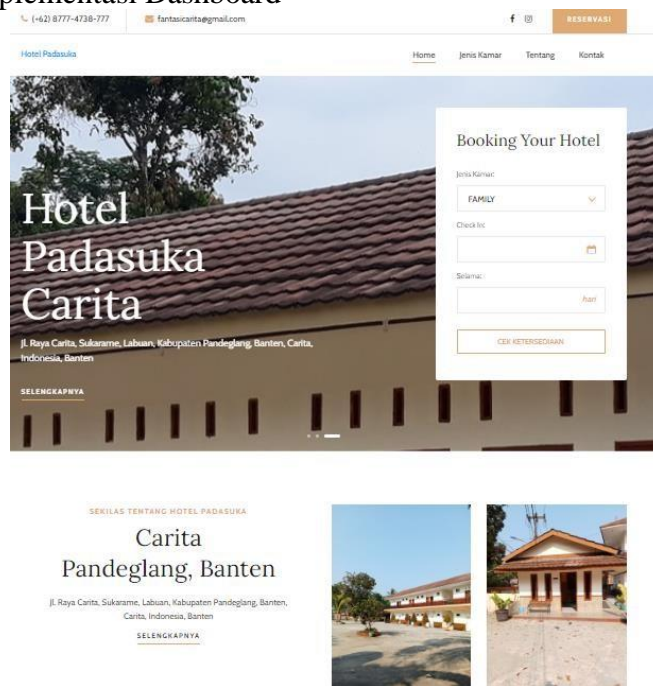 plementasi Dashboard
(+62) 8777-4738-777
fantasicarita@gmail.com
RESERVASI
Hotel Padasuka
Home
Jenis Kamar
Tentang
Kontak
Hotel
Padasuka
Carita
Jl. Raya Carita, Sukarame, Labuan, Kabupaten Pandeglang, Banten, Carita,
Indonesia, Banten
SELENGKAPNYA
Booking Your Hotel
Jenis Kamar:
FAMILY
Check In:
Selama:
hari
CEK KETERSEDIAAN
SEKILAS TENTANG HOTEL PADASUKA
Carita
Pandeglang, Banten
Jl. Raya Carita, Sukarame, Labuan, Kabupaten Pandeglang, Banten,
Carita, Indonesia, Banten
SELENGKAPNYA